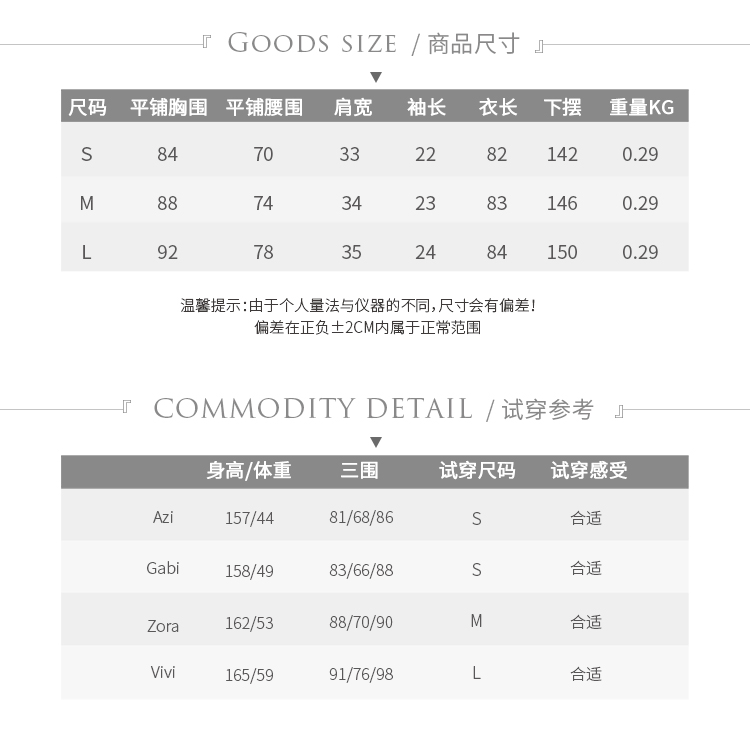 『 GOODS SIZE / 商品尺寸 』
尺码 平铺胸围 平铺腰围 肩宽 袖长 衣长 下摆 重量KG
S 84 70 33 22 82 142 0.29
M 88 74 34 23 83 146 0.29
L 92 78 35 24 84 150 0.29
温馨提示：由于个人量法与仪器的不同，尺寸会有偏差！
偏差在正负±2CM内属于正常范围
『 COMMODITY DETAIL / 试穿参考 』
身高/体重 三围 试穿尺码 试穿感受
Azi 157/44 81/68/86 S 合适
Gabi 158/49 83/66/88 S 合适
Zora 162/53 88/70/90 M 合适
Vivi 165/59 91/76/98 L 合适